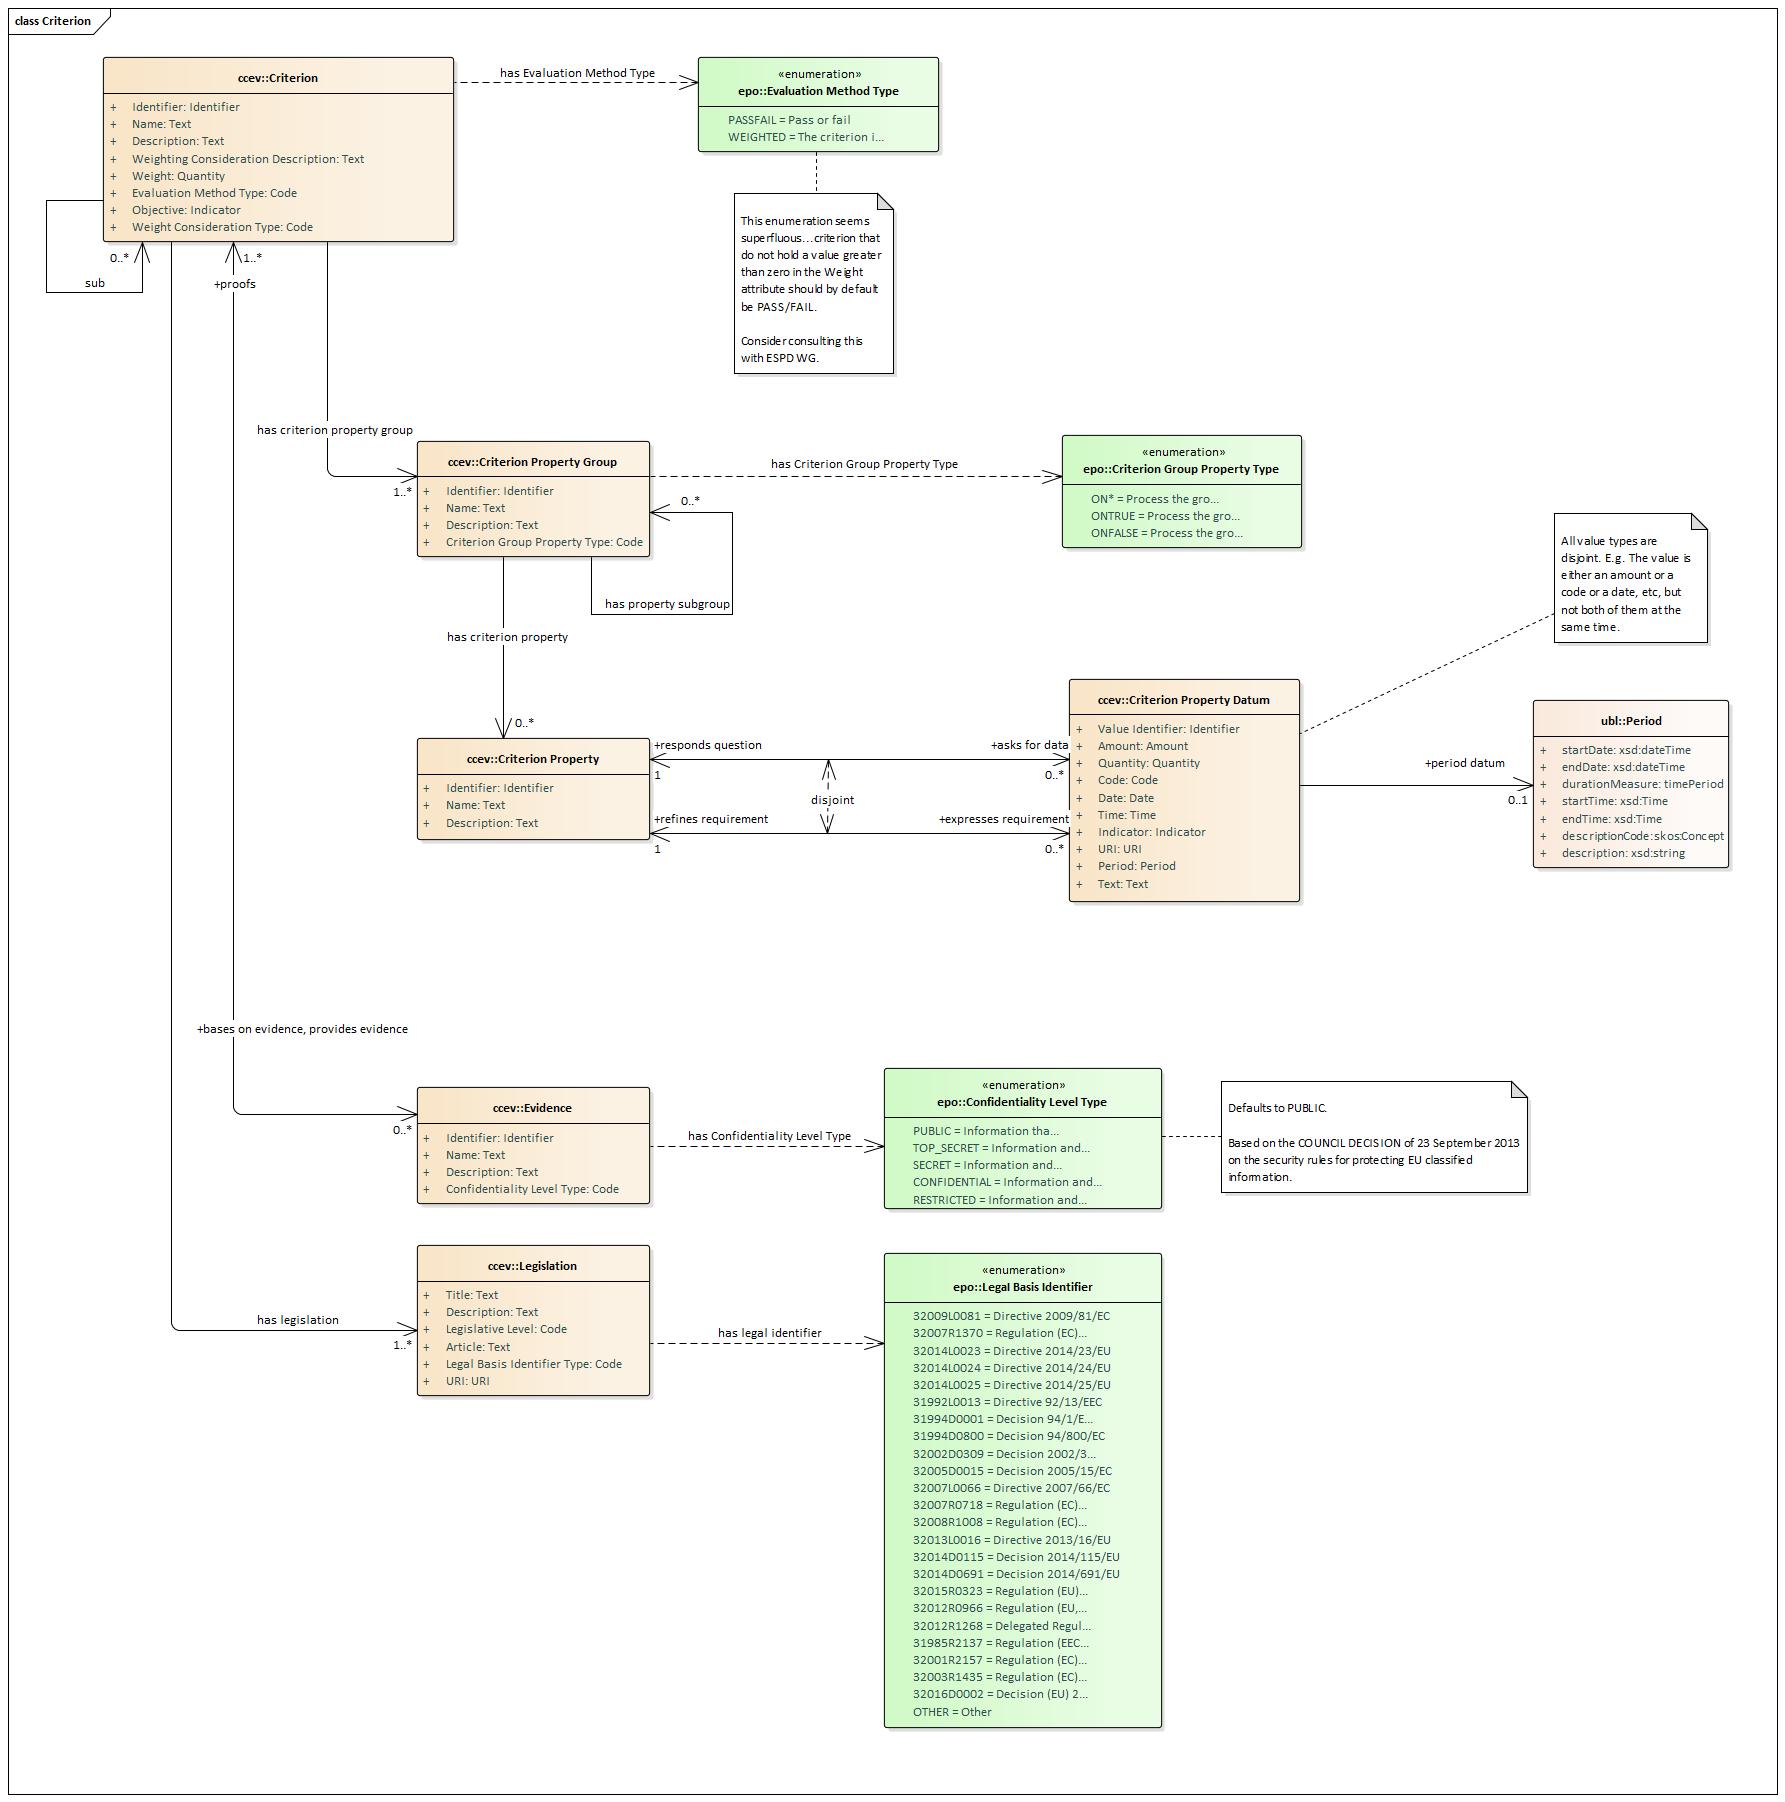 class Criterion
ccev::Criterion
+ Identifier: Identifier
+ Name: Text
+ Description: Text
+ Weighting Consideration Description: Text
+ Weight: Quantity
+ Evaluation Method Type: Code
+ Objective: Indicator
+ Weight Consideration Type: Code
has Evaluation Method Type
«enumeration»
epo::Evaluation Method Type
PASSFAIL = Pass or fail
WEIGHTED = The criterion i...
This enumeration seems
superfluous...criterion that
do not hold a value greater
than zero in the Weight
attribute should by default
be PASS/FAIL.
Consider consulting this
with ESPD WG.
0..*
sub
1..*
+proofs
has criterion property group
1..*
ccev::Criterion Property Group
+ Identifier: Identifier
+ Name: Text
+ Description: Text
+ Criterion Group Property Type: Code
has Criterion Group Property Type
«enumeration»
epo::Criterion Group Property Type
ON* = Process the gro...
ONTRUE = Process the gro...
ONFALSE = Process the gro...
0..*
has property subgroup
has criterion property
0..*
All value types are
disjoint. E.g. The value is
either an amount or a
code or a date, etc, but
not both of them at the
same time.
ccev::Criterion Property
+ Identifier: Identifier
+ Name: Text
+ Description: Text
+responds question
1
+asks for data
0..*
disjoint
+refines requirement
1
+expresses requirement
0..*
ccev::Criterion Property Datum
+ Value Identifier: Identifier
+ Amount: Amount
+ Quantity: Quantity
+ Code: Code
+ Date: Date
+ Time: Time
+ Indicator: Indicator
+ URI: URI
+ Period: Period
+ Text: Text
+period datum
0..1
ubl::Period
+ startDate: xsd:dateTime
+ endDate: xsd:dateTime
+ durationMeasure: timePeriod
+ startTime: xsd:Time
+ endTime: xsd:Time
+ descriptionCode:skos:Concept
+ description: xsd:string
+bases on evidence, provides evidence
0..*
ccev::Evidence
+ Identifier: Identifier
+ Name: Text
+ Description: Text
+ Confidentiality Level Type: Code
has Confidentiality Level Type
«enumeration»
epo::Confidentiality Level Type
PUBLIC = Information tha...
TOP_SECRET = Information and...
SECRET = Information and...
CONFIDENTIAL = Information and...
RESTRICTED = Information and...
Defaults to PUBLIC.
Based on the COUNCIL DECISION of 23 September 2013
on the security rules for protecting EU classified
information.
has legislation
1..*
ccev::Legislation
+ Title: Text
+ Description: Text
+ Legislative Level: Code
+ Article: Text
+ Legal Basis Identifier Type: Code
+ URI: URI
has legal identifier
«enumeration»
epo::Legal Basis Identifier
32009L0081 = Directive 2009/81/EC
32007R1370 = Regulation (EC)...
32014L0023 = Directive 2014/23/EU
32014L0024 = Directive 2014/24/EU
32014L0025 = Directive 2014/25/EU
31992L0013 = Directive 92/13/EEC
31994D0001 = Decision 94/1/E...
31994D0800 = Decision 94/800/EC
32002D0309 = Decision 2002/3...
32005D0015 = Decision 2005/15/EC
32007L0066 = Directive 2007/66/EC
32007R0718 = Regulation (EC)...
32008R1008 = Regulation (EC)...
32013L0016 = Directive 2013/16/EU
32014D0115 = Decision 2014/115/EU
32014D0691 = Decision 2014/691/EU
32015R0323 = Regulation (EU)...
32012R0966 = Regulation (EU,...
32012R1268 = Delegated Regul...
31985R2137 = Regulation (EEC...
32001R2157 = Regulation (EC)...
32003R1435 = Regulation (EC)...
32016D0002 = Decision (EU) 2...
OTHER = Other